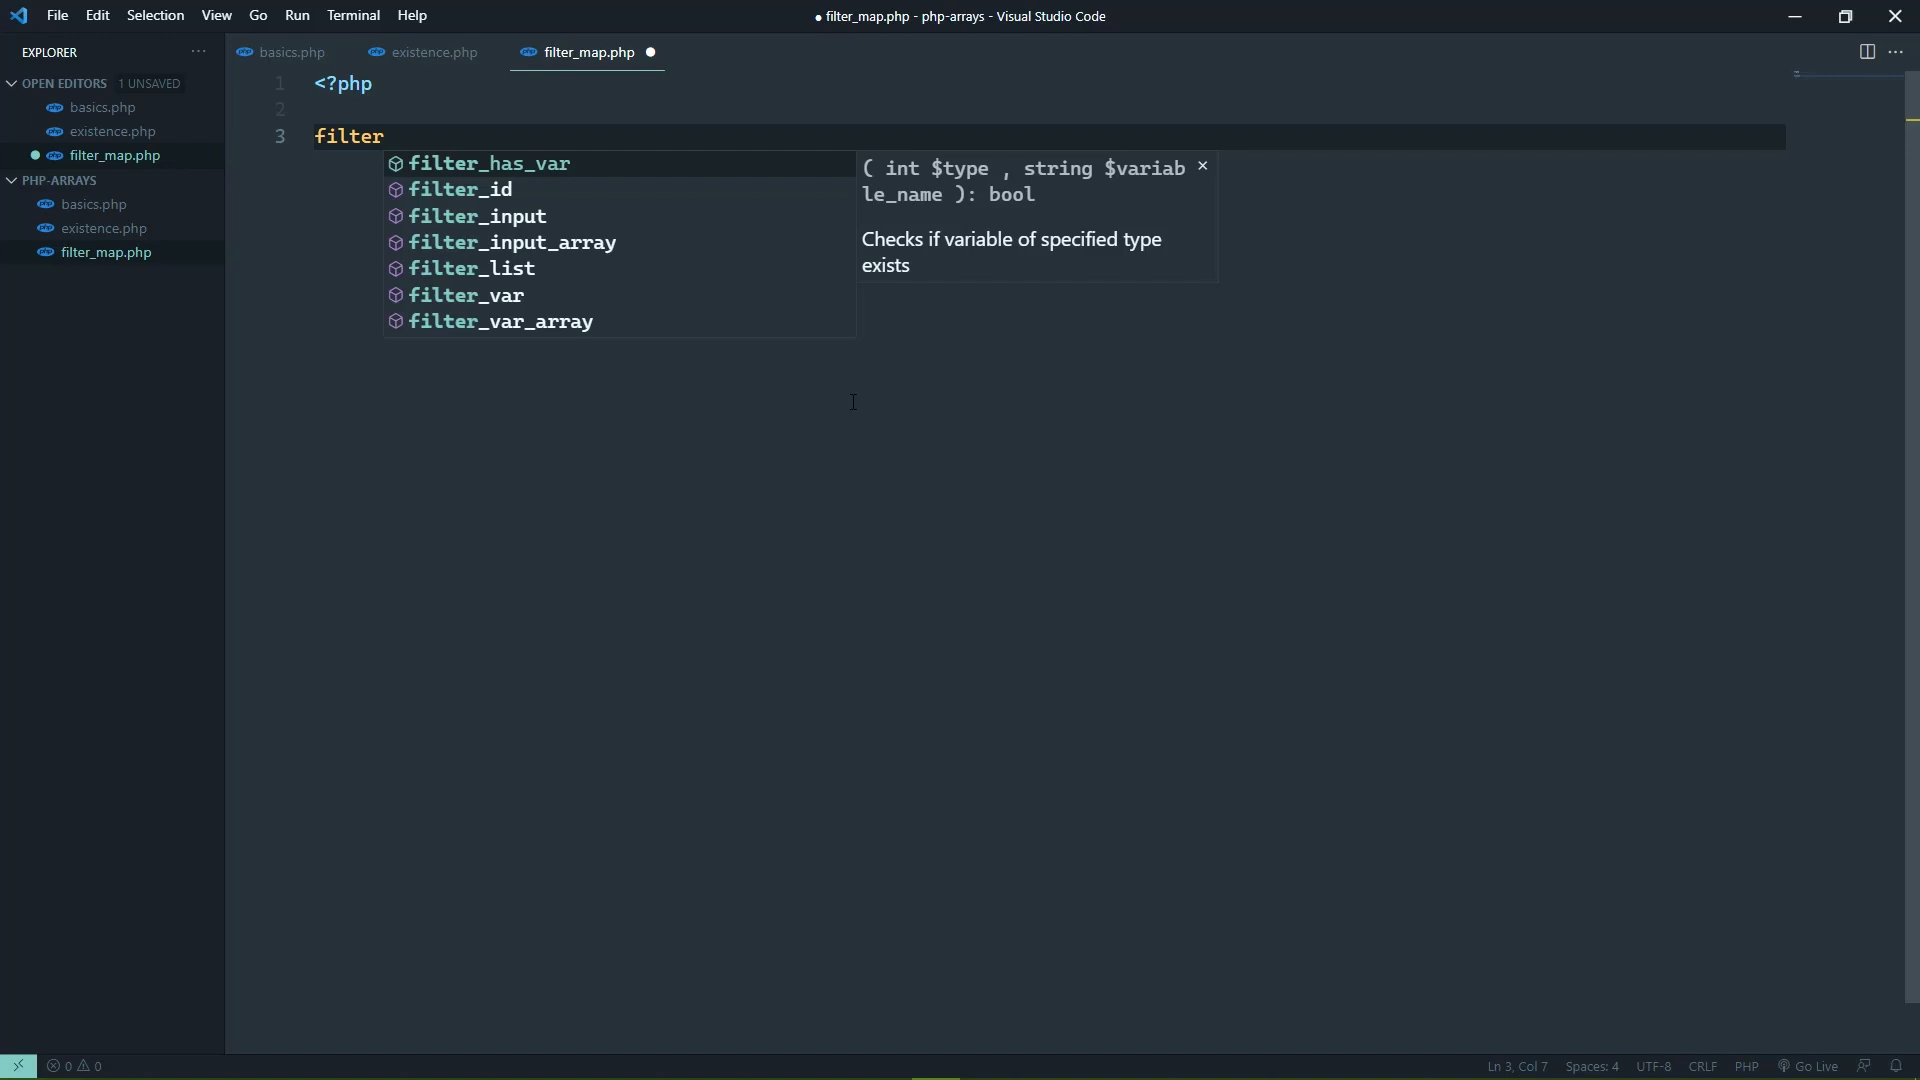 File Edit Selection View Go Run Terminal Help
● filter_map.php - php-arrays - Visual Studio Code
EXPLORER
OPEN EDITORS 1 UNSAVED
basics.php
existence.php
filter_map.php
PHP-ARRAYS
basics.php
existence.php
filter_map.php
basics.php existence.php filter_map.php
1 <?php
2
3 filter
filter_has_var
filter_id
filter_input
filter_input_array
filter_list
filter_var
filter_var_array
( int $type , string $variab
le_name ): bool
Checks if variable of specified type
exists
0 0
Ln 3, Col 7 Spaces: 4 UTF-8 CRLF PHP Go Live